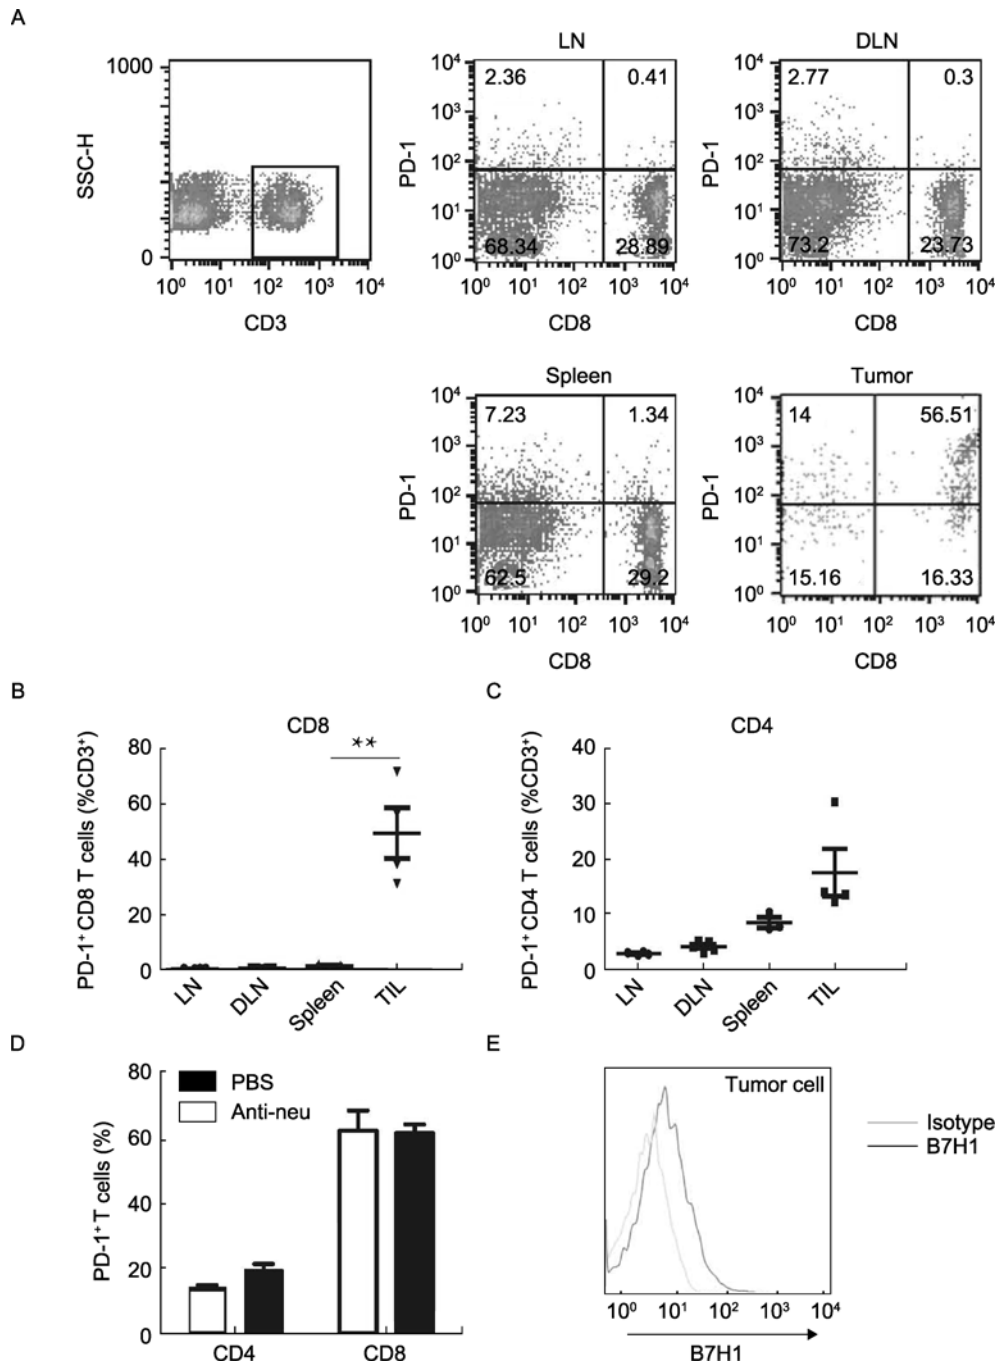 A
LN
DLN
1000
SSC-H
0
10⁰ 10¹ 10² 10³ 10⁴
CD3
10⁴
10³
10²
10¹
10⁰
PD-1
2.36 0.41
68.34 28.89
10⁰ 10¹ 10² 10³ 10⁴
CD8
10⁴
10³
10²
10¹
10⁰
PD-1
2.77 0.3
73.2 23.73
10⁰ 10¹ 10² 10³ 10⁴
CD8
Spleen
10⁴
10³
10²
10¹
10⁰
PD-1
7.23 1.34
62.5 29.2
10⁰ 10¹ 10² 10³ 10⁴
CD8
Tumor
10⁴
10³
10²
10¹
10⁰
PD-1
14 56.51
15.16 16.33
10⁰ 10¹ 10² 10³ 10⁴
CD8
B
CD8
PD-1⁺ CD8 T cells (%CD3⁺)
80
60
40
20
0
**
LN DLN Spleen TIL
C
CD4
PD-1⁺ CD4 T cells (%CD3⁺)
40
30
20
10
0
LN DLN Spleen TIL
D
PD-1⁺ T cells (%)
80
60
40
20
0
PBS
Anti-neu
CD4 CD8
E
Tumor cell
Isotype
B7H1
10⁰ 10¹ 10² 10³ 10⁴
B7H1